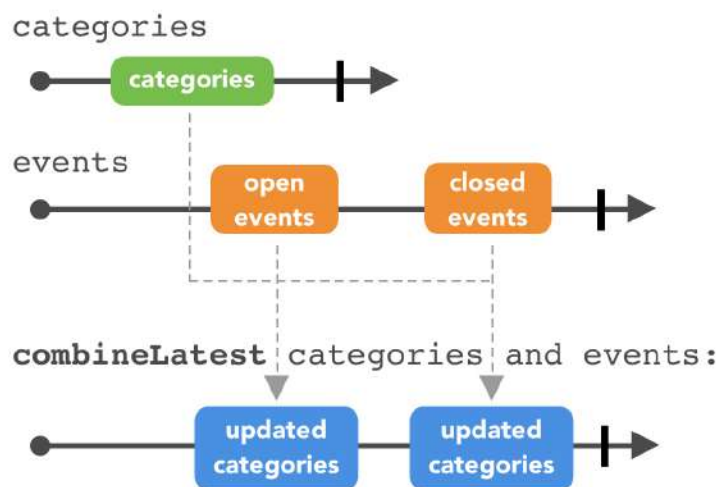 categories
categories
events
open
events
closed
events
combineLatest categories and events:
updated
categories
updated
categories